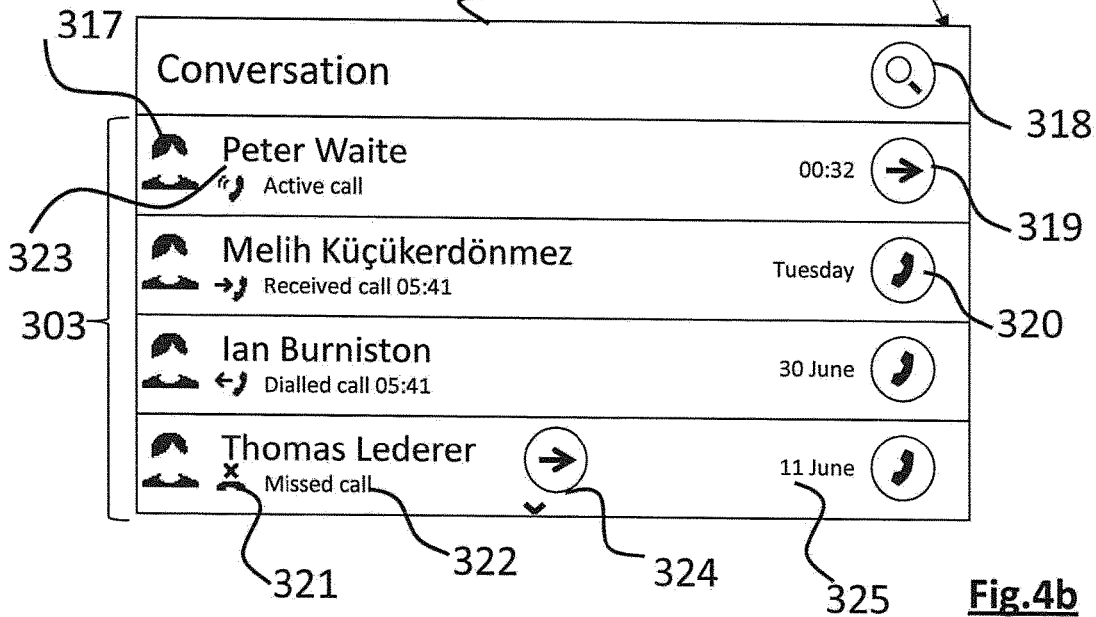 317
Conversation
318
Peter Waite
Active call
00:32
319
323
Melih Küçükerdönmez
Received call 05:41
Tuesday
320
303
Ian Burniston
Dialled call 05:41
30 June
Thomas Lederer
Missed call
11 June
321
322
324
325
Fig.4b